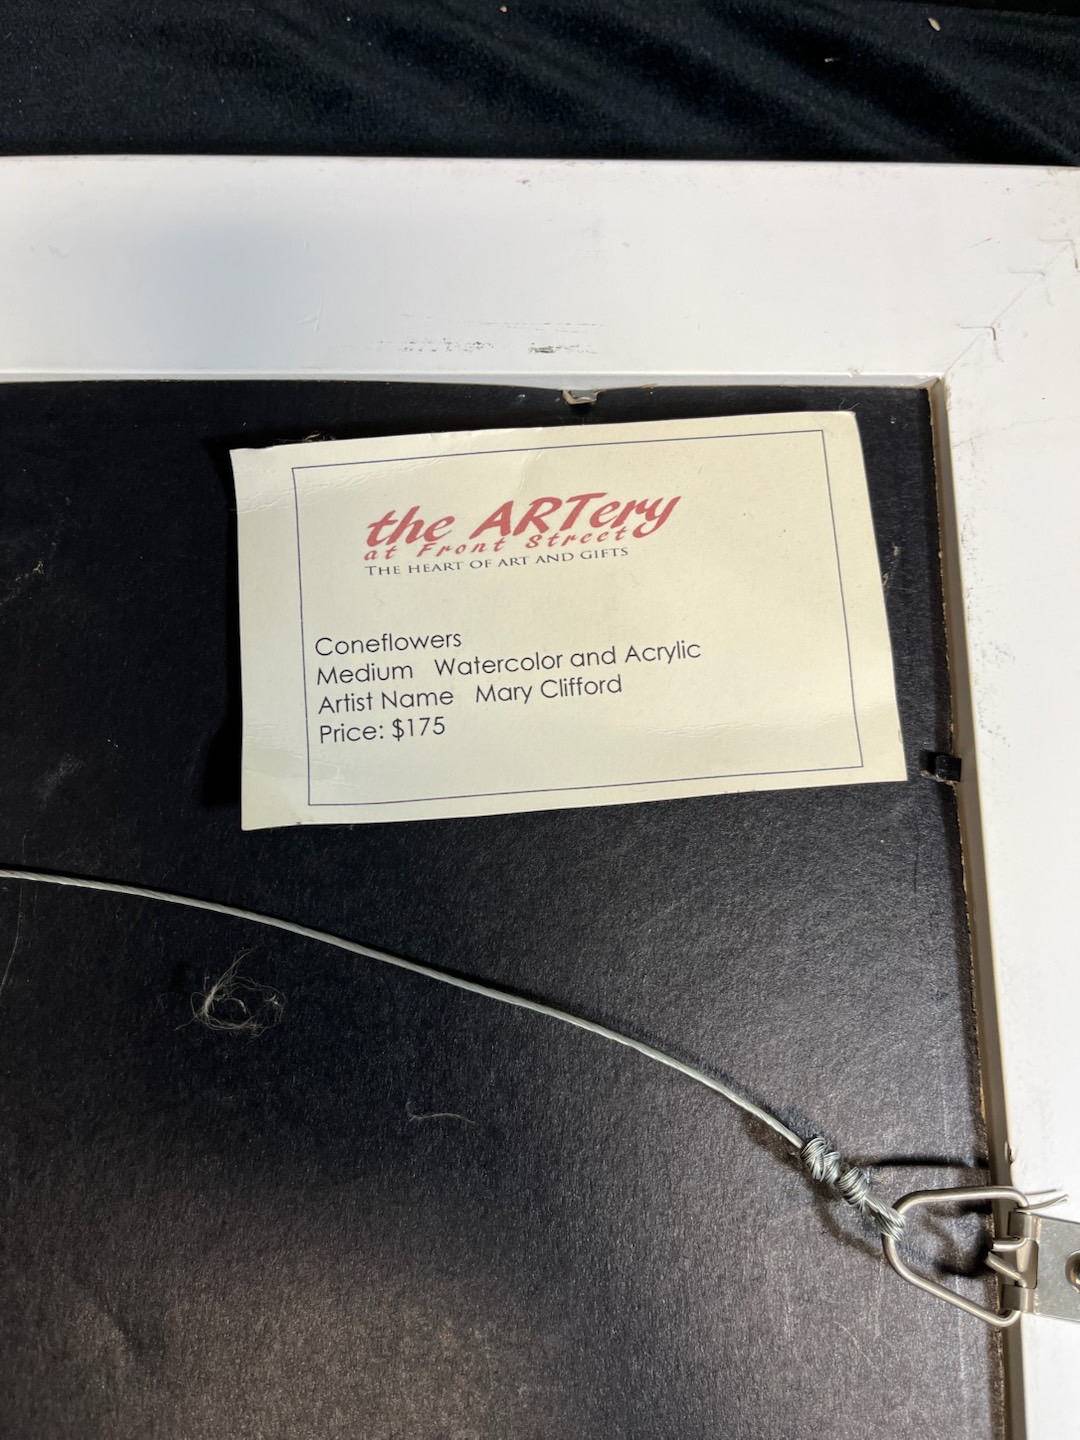 the ARTery
at Front Street
THE HEART OF ART AND GIFTS
Coneflowers
Medium Watercolor and Acrylic
Artist Name Mary Clifford
Price: $175